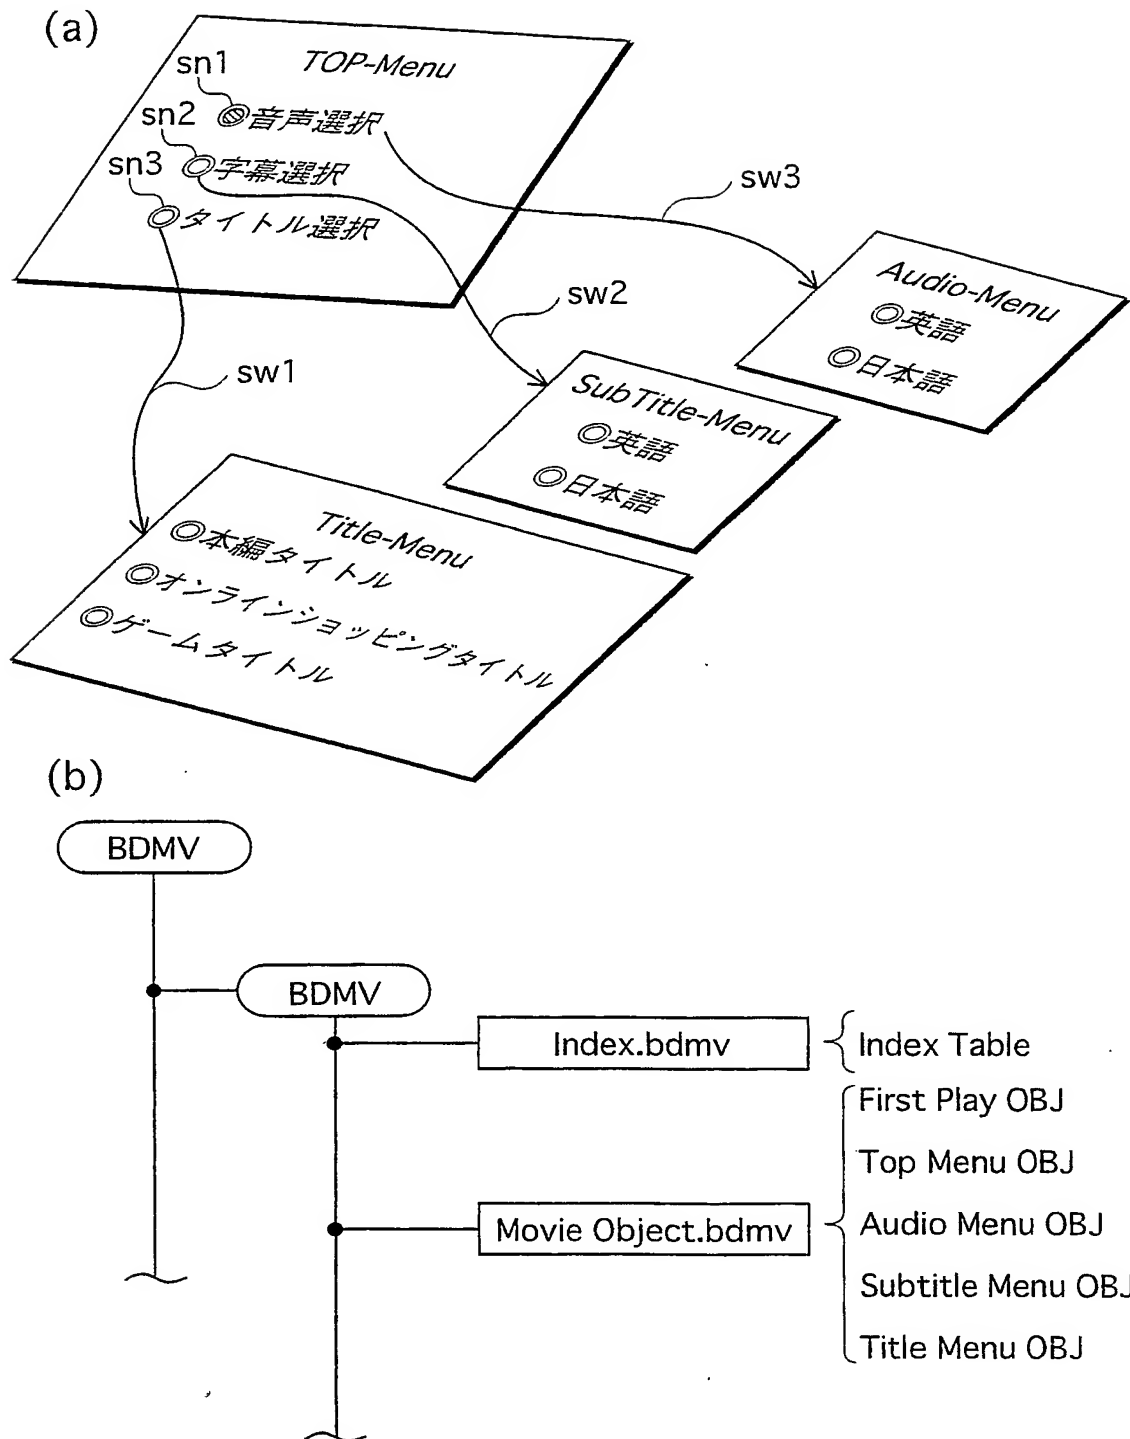 (a)
TOP-Menu
sn1
音声選択
sn2
字幕選択
sn3
タイトル選択
sw3
Audio-Menu
英語
日本語
sw2
SubTitle-Menu
英語
日本語
sw1
Title-Menu
本編タイトル
オンラインショッピングタイトル
ゲームタイトル
(b)
BDMV
BDMV
Index.bdmv
Index Table
First Play OBJ
Top Menu OBJ
Movie Object.bdmv
Audio Menu OBJ
Subtitle Menu OBJ
Title Menu OBJ